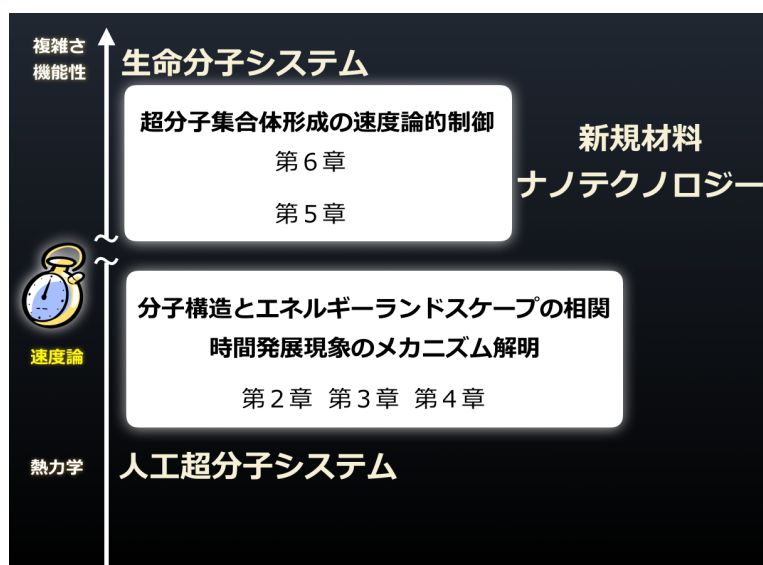 複雑さ
機能性
生命分子システム
超分子集合体形成の速度論的制御
第６章
第５章
新規材料
ナノテクノロジー
分子構造とエネルギーランドスケープの相関
時間発展現象のメカニズム解明
第２章 第３章 第４章
速度論
熱力学
人工超分子システム